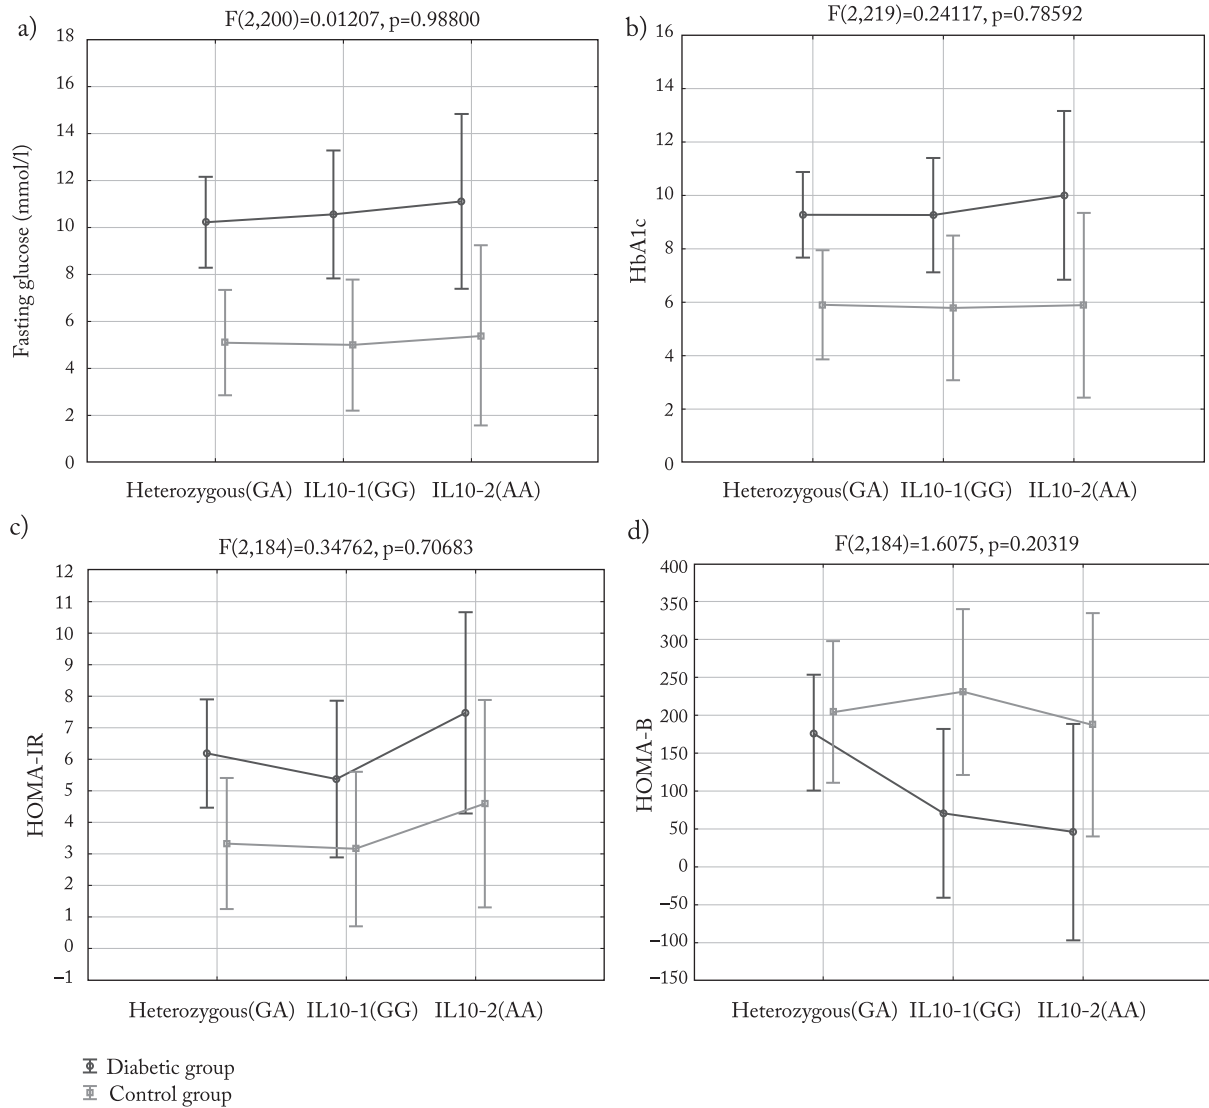 a)
F(2,200)=0.01207, p=0.98800
18
16
14
12
10
8
6
4
2
0
Fasting glucose (mmol/l)
Heterozygous(GA) IL10-1(GG) IL10-2(AA)
b)
F(2,219)=0.24117, p=0.78592
16
14
12
10
8
6
4
2
0
HbA1c
Heterozygous(GA) IL10-1(GG) IL10-2(AA)
c)
F(2,184)=0.34762, p=0.70683
12
11
10
9
8
7
6
5
4
3
2
1
0
−1
HOMA-IR
Heterozygous(GA) IL10-1(GG) IL10-2(AA)
d)
F(2,184)=1.6075, p=0.20319
400
350
300
250
200
150
100
50
0
−50
−100
−150
HOMA-B
Heterozygous(GA) IL10-1(GG) IL10-2(AA)
Diabetic group
Control group